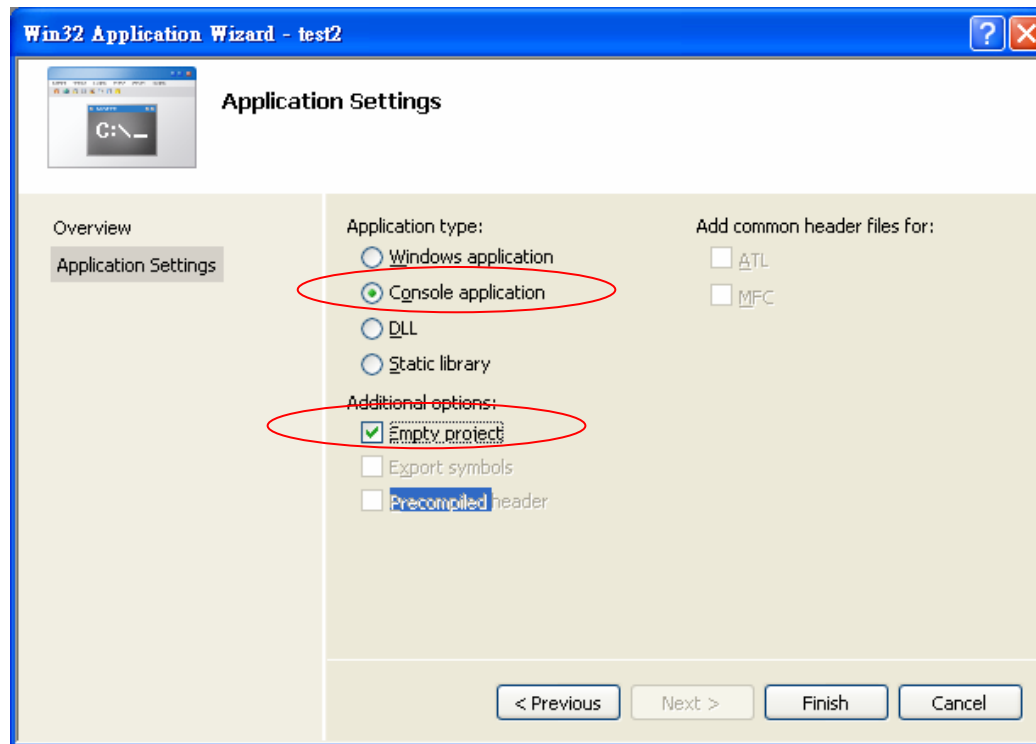 Win32 Application Wizard - test2
C:\_
Application Settings
Overview
Application Settings
Application type:
Windows application
Console application
DLL
Static library
Additional options:
Empty project
Export symbols
Precompiled header
Add common header files for:
ATL
MFC
< Previous
Next >
Finish
Cancel